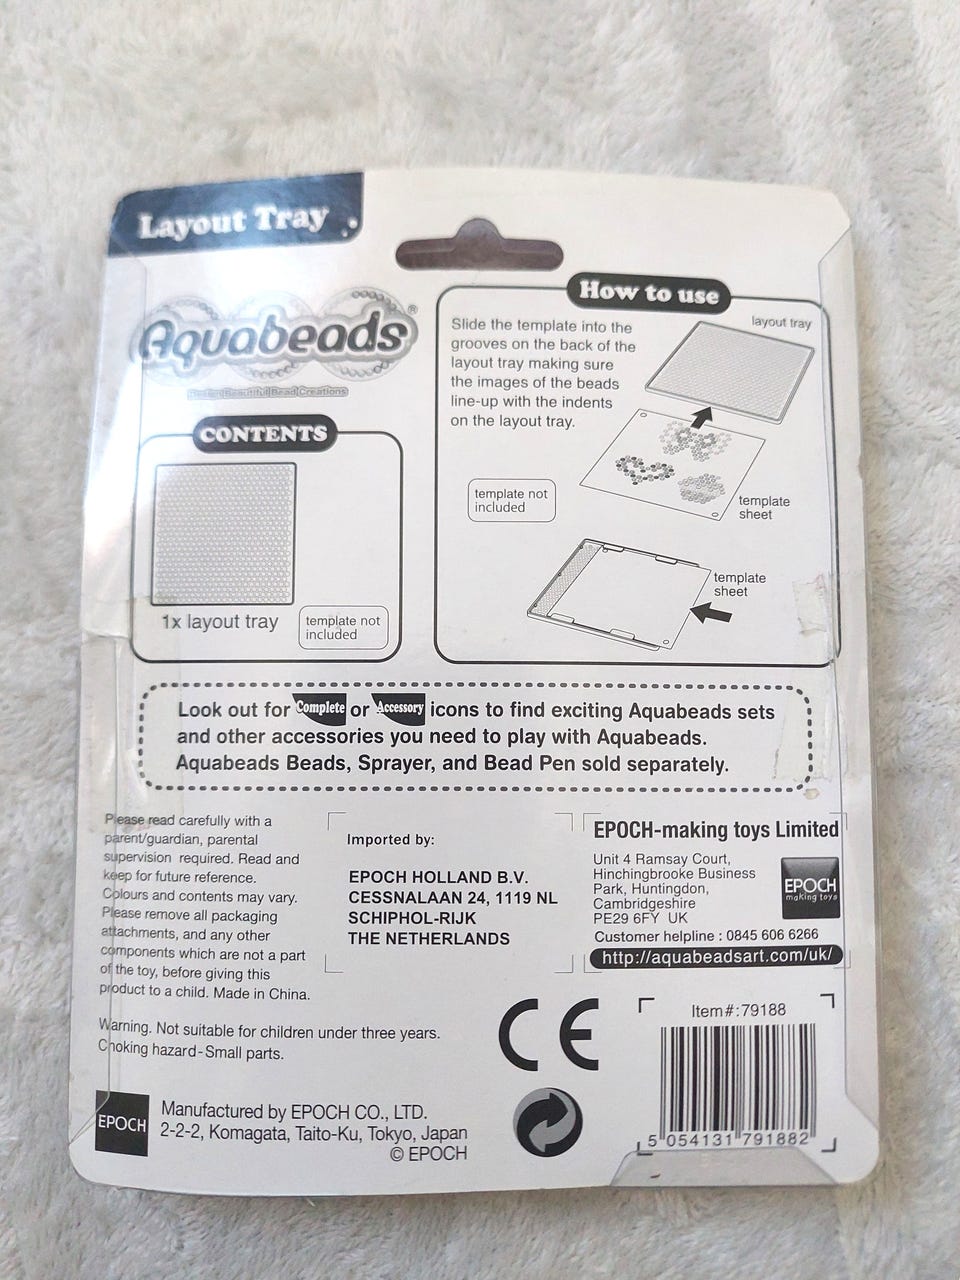 Layout Tray
Aquabeads®
Design Beautiful Bead Creations
CONTENTS
1x layout tray
template not
included
How to use
Slide the template into the
grooves on the back of the
layout tray making sure
the images of the beads
line-up with the indents
on the layout tray.
layout tray
template not
included
template
sheet
template
sheet
Look out for Complete or Accessory icons to find exciting Aquabeads sets
and other accessories you need to play with Aquabeads.
Aquabeads Beads, Sprayer, and Bead Pen sold separately.
Please read carefully with a
parent/guardian, parental
supervision required. Read and
keep for future reference.
Colours and contents may vary.
Please remove all packaging
attachments, and any other
components which are not a part
of the toy, before giving this
product to a child. Made in China.
Imported by:
EPOCH HOLLAND B.V.
CESSNALAAN 24, 1119 NL
SCHIPHOL-RIJK
THE NETHERLANDS
EPOCH-making toys Limited
Unit 4 Ramsay Court,
Hinchingbrooke Business
Park, Huntingdon,
Cambridgeshire
PE29 6FY UK
EPOCH
making toys
Customer helpline : 0845 606 6266
http://aquabeadsart.com/uk/
Warning. Not suitable for children under three years.
Choking hazard-Small parts.
CE
Item#:79188
5 054131 791882
EPOCH
Manufactured by EPOCH CO., LTD.
2-2-2, Komagata, Taito-Ku, Tokyo, Japan
© EPOCH